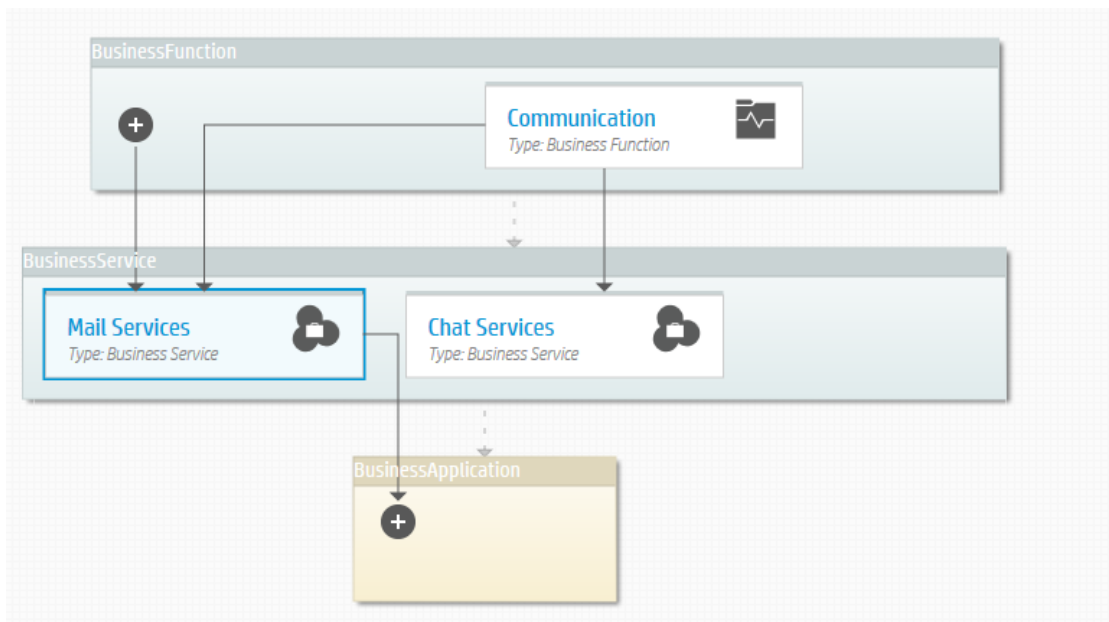 BusinessFunction
Communication
Type: Business Function
BusinessService
Mail Services
Type: Business Service
Chat Services
Type: Business Service
BusinessApplication